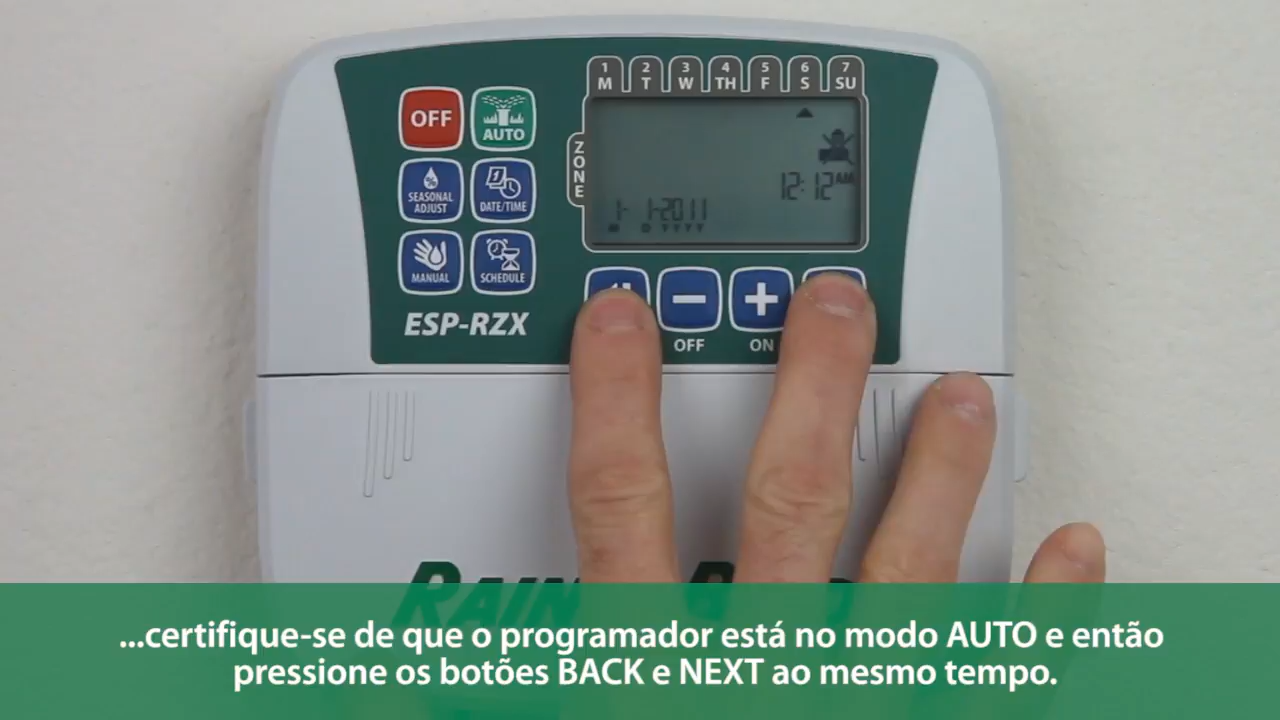 1 2 3 4 5 6 7
M T W TH F S SU
OFF
AUTO
ZONE
12:12 AM
SEASONAL
ADJUST
DATE/TIME
1- 1-2011
MANUAL
SCHEDULE
ESP-RZX
OFF
ON
RAIN
...certifique-se de que o programador está no modo AUTO e então
pressione os botões BACK e NEXT ao mesmo tempo.